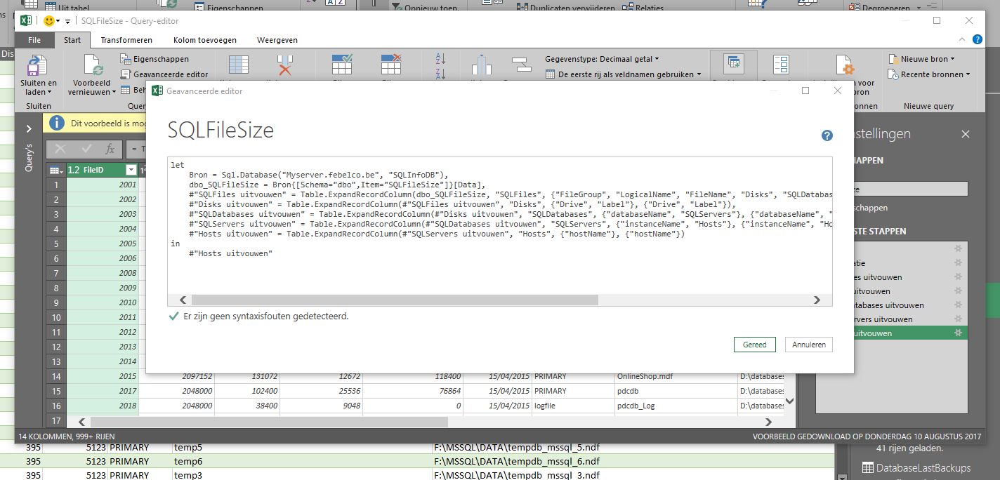 Uit tabel
Eigenschappen
Opnieuw toep.
Duplicaten verwijderen
Relaties
Degroeperen
SQLFileSize - Query-editor
File
Start
Transformeren
Kolom toevoegen
Weergeven
Dis
Sluiten en
laden
Sluiten
Voorbeeld
vernieuwen
Eigenschappen
Geavanceerde editor
Beh
Quer
Gegevenstype: Decimaal getal
De eerste rij als veldnamen gebruiken
voor
bron
onnen
Nieuwe bron
Recente bronnen
Nieuwe query
Dit voorbeeld is mog
Query's
fx
= T
Geavanceerde editor
SQLFileSize
let
Bron = Sql.Database("Myserver.febelco.be", "SQLInfoDB"),
dbo_SQLFileSize = Bron{[Schema="dbo",Item="SQLFileSize"]}[Data],
#"SQLFiles uitvouwen" = Table.ExpandRecordColumn(dbo_SQLFileSize, "SQLFiles", {"FileGroup", "LogicalName", "FileName", "Disks", "SQLDatabas
#"Disks uitvouwen" = Table.ExpandRecordColumn(#"SQLFiles uitvouwen", "Disks", {"Drive", "Label"}, {"Drive", "Label"}),
#"SQLDatabases uitvouwen" = Table.ExpandRecordColumn(#"Disks uitvouwen", "SQLDatabases", {"databaseName", "SQLServers"}, {"databaseName", "
#"SQLServers uitvouwen" = Table.ExpandRecordColumn(#"SQLDatabases uitvouwen", "SQLServers", {"instanceName", "Hosts"}, {"instanceName", "Ho
#"Hosts uitvouwen" = Table.ExpandRecordColumn(#"SQLServers uitvouwen", "Hosts", {"hostName"}, {"hostName"})
in
#"Hosts uitvouwen"
Er zijn geen syntaxisfouten gedetecteerd.
Gereed
Annuleren
nstellingen
HAPPEN
ze
schappen
STE STAPPEN
atie
es uitvouwen
uitvouwen
tabases uitvouwen
rvers uitvouwen
uitvouwen
1.2 FileID
1 2001
2 2002
3 2003
4 2004
5 2005
6 2006
7 2008
8 2009
9 2010
10 2011
11 2012
12 2013
13 2014
14 2015 2097152 131072 12672 118400 15/04/2015 PRIMARY OnlineShop.mdf D:\databases
15 2017 2048000 102400 25536 76864 15/04/2015 PRIMARY pdcdb D:\databases
16 2018 2048000 38400 9048 0 15/04/2015 logfile pdcdb_Log D:\databases
17
14 KOLOMMEN, 999+ RIJEN
VOORBEELD GEDOWNLOAD OP DONDERDAG 10 AUGUSTUS 2017
395 5123 PRIMARY temp5 F:\MSSQL\DATA\tempdb_mssql_5.ndf
395 5123 PRIMARY temp6 F:\MSSQL\DATA\tempdb_mssql_6.ndf
395 5123 PRIMARY temp3 F:\MSSQL\DATA\tempdb_mssql_3.ndf
41 rijen geladen.
DatabaseLastBackups